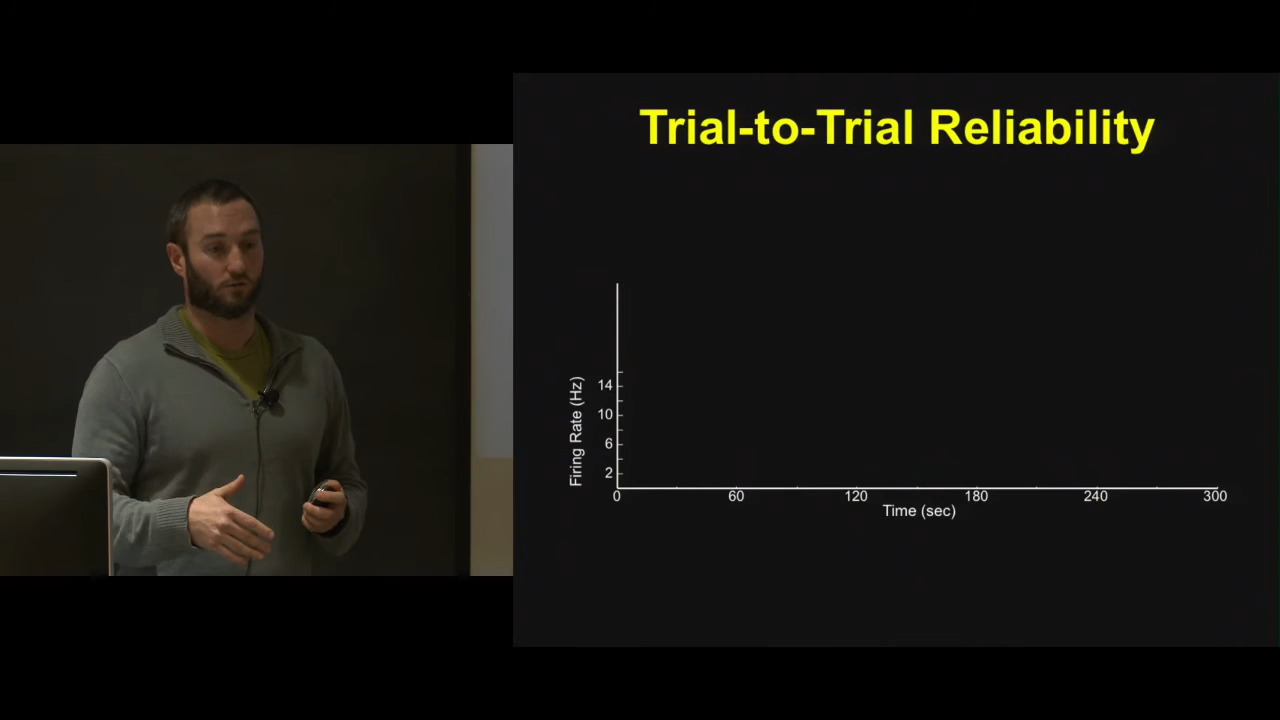 Trial-to-Trial Reliability
Firing Rate (Hz)
14
10
6
2
0 60 120 180 240 300
Time (sec)